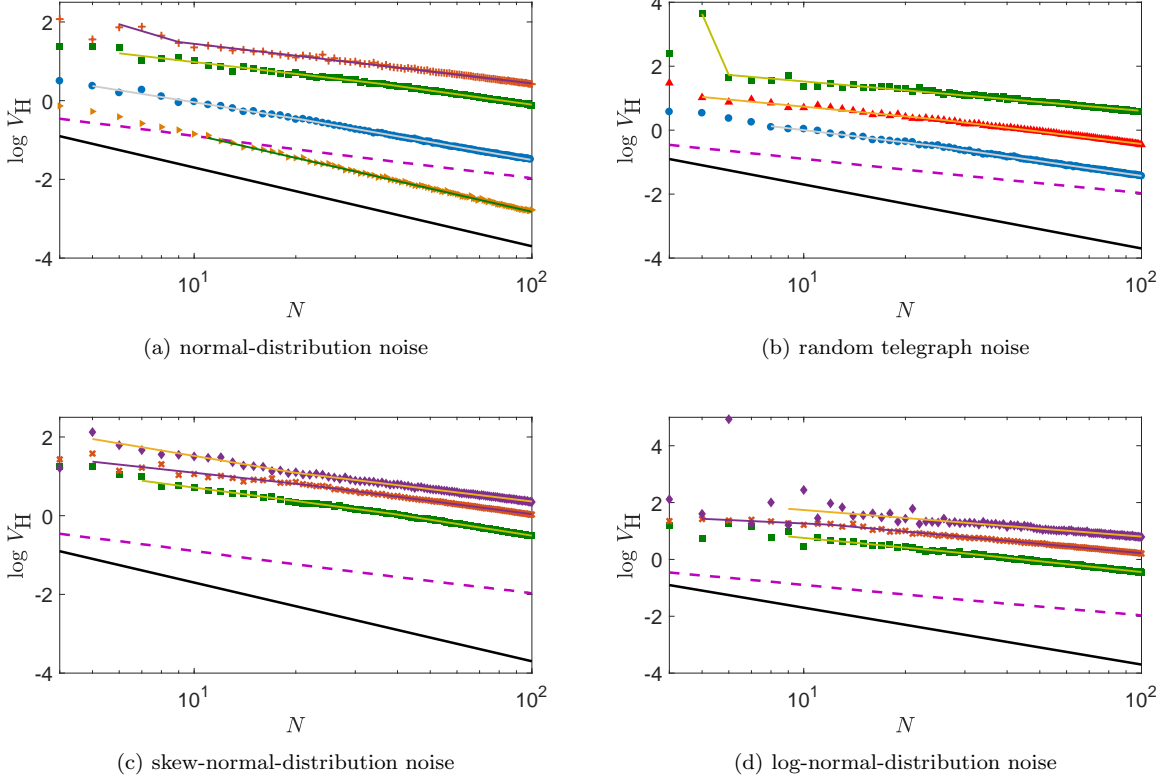 2
0
-2
-4
log V_H
10^1
10^2
N
(a) normal-distribution noise
4
2
0
-2
-4
log V_H
10^1
10^2
N
(b) random telegraph noise
2
0
-2
-4
log V_H
10^1
10^2
N
(c) skew-normal-distribution noise
4
2
0
-2
-4
log V_H
10^1
10^2
N
(d) log-normal-distribution noise